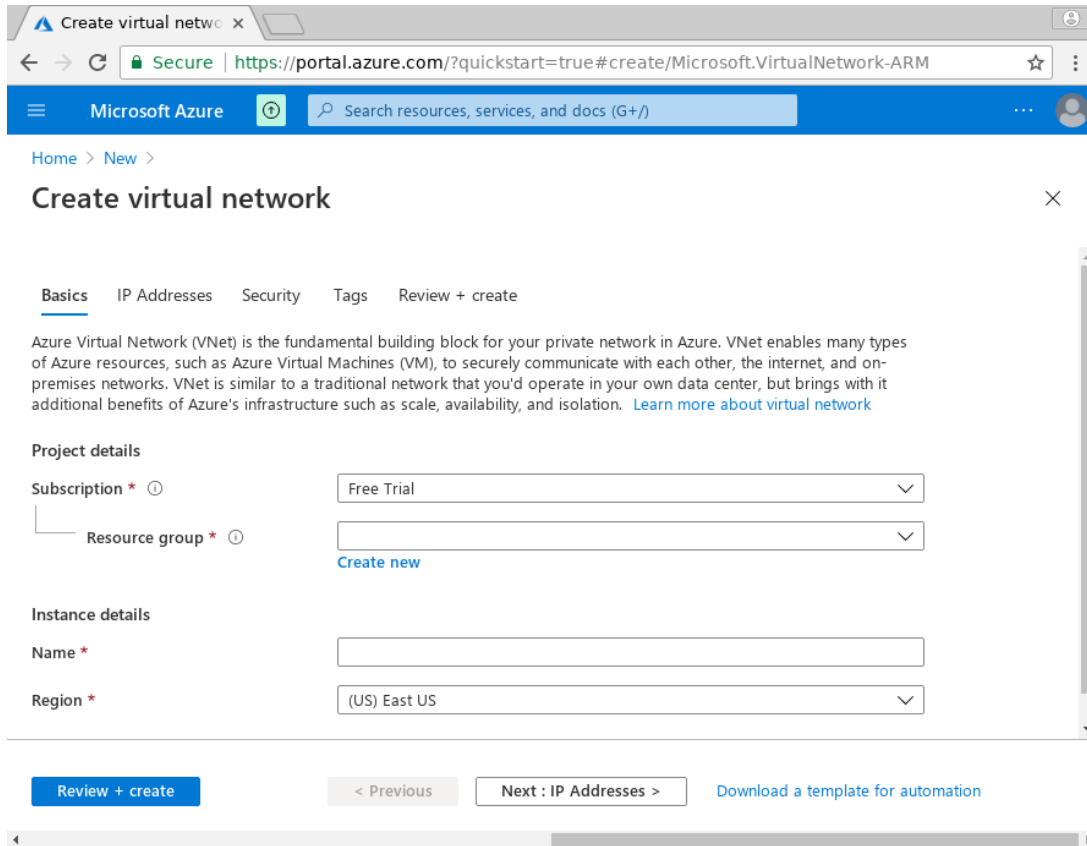 Create virtual netwo
Secure | https://portal.azure.com/?quickstart=true#create/Microsoft.VirtualNetwork-ARM
Microsoft Azure
Search resources, services, and docs (G+/)
Home > New >
Create virtual network
Basics IP Addresses Security Tags Review + create
Azure Virtual Network (VNet) is the fundamental building block for your private network in Azure. VNet enables many types
of Azure resources, such as Azure Virtual Machines (VM), to securely communicate with each other, the internet, and on-
premises networks. VNet is similar to a traditional network that you'd operate in your own data center, but brings with it
additional benefits of Azure's infrastructure such as scale, availability, and isolation. Learn more about virtual network
Project details
Subscription * Free Trial
Resource group *
Create new
Instance details
Name *
Region * (US) East US
Review + create < Previous Next : IP Addresses > Download a template for automation